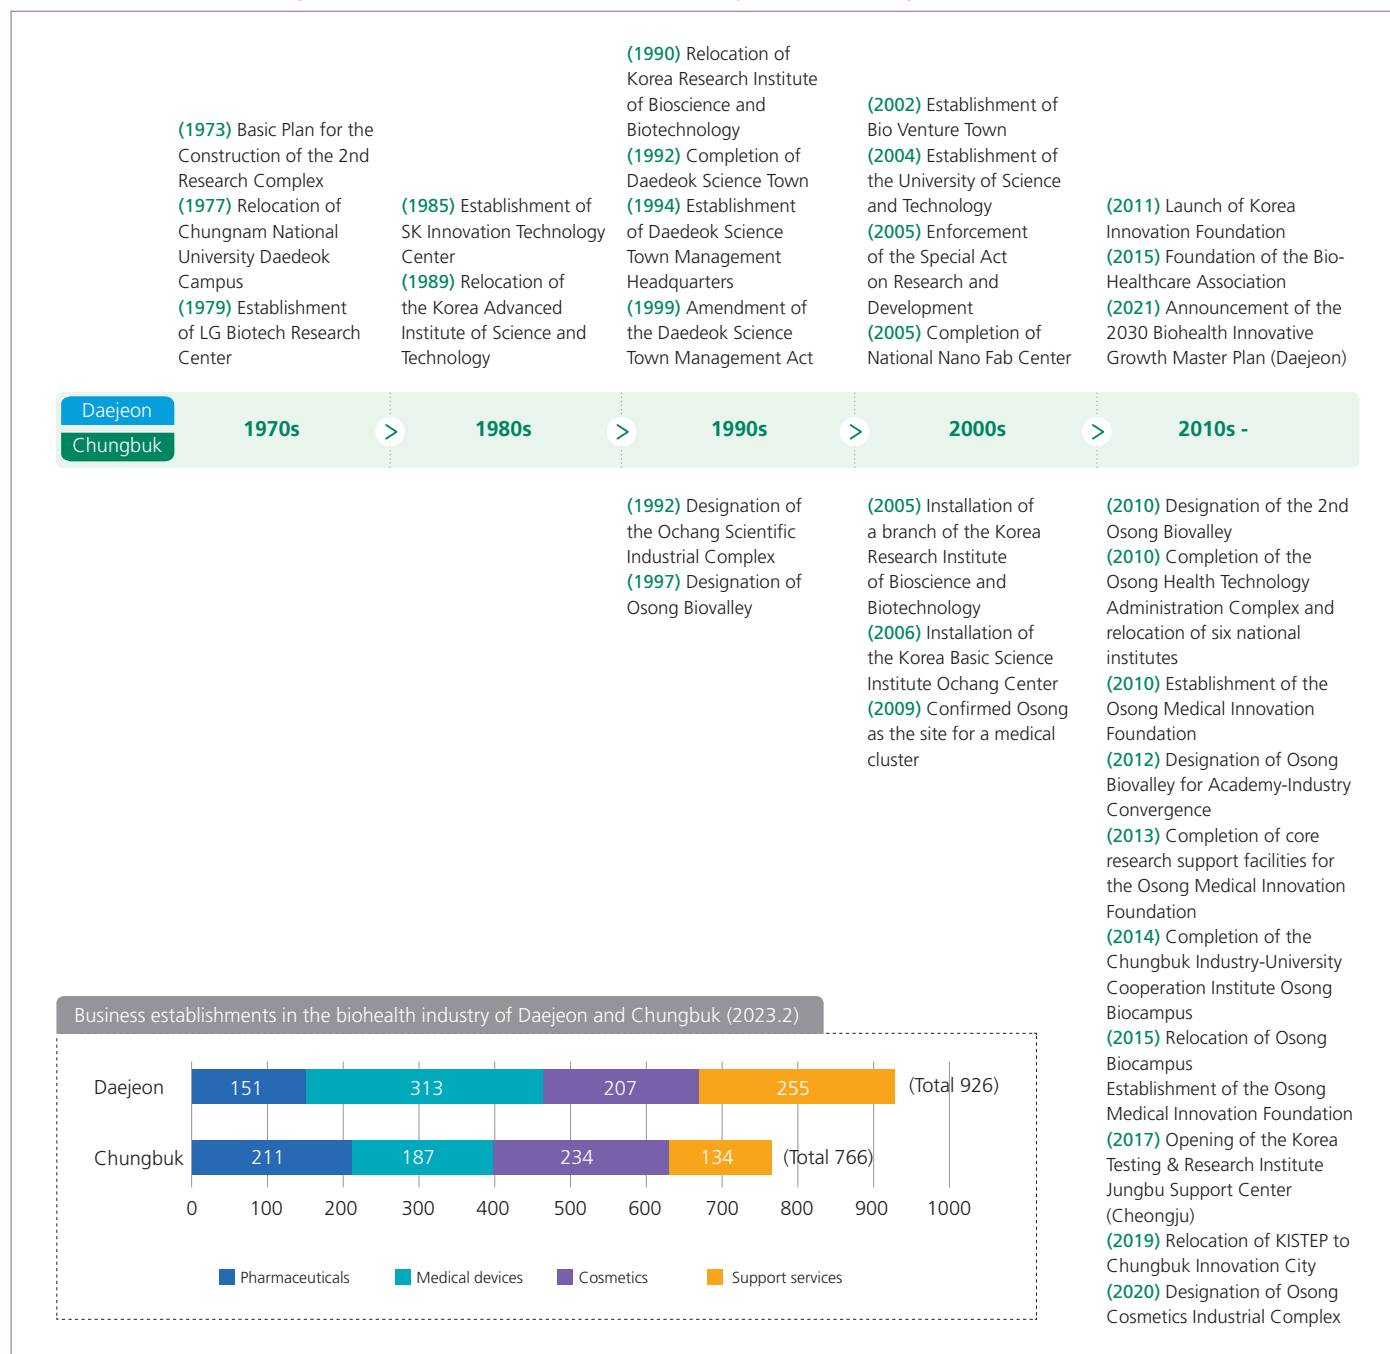 (1973) Basic Plan for the
Construction of the 2nd
Research Complex
(1977) Relocation of
Chungnam National
University Daedeok
Campus
(1979) Establishment
of LG Biotech Research
Center
(1985) Establishment of
SK Innovation Technology
Center
(1989) Relocation of
the Korea Advanced
Institute of Science and
Technology
(1990) Relocation of
Korea Research Institute
of Bioscience and
Biotechnology
(1992) Completion of
Daedeok Science Town
(1994) Establishment
of Daedeok Science
Town Management
Headquarters
(1999) Amendment of
the Daedeok Science
Town Management Act
(2002) Establishment of
Bio Venture Town
(2004) Establishment of
the University of Science
and Technology
(2005) Enforcement
of the Special Act
on Research and
Development
(2005) Completion of
National Nano Fab Center
(2011) Launch of Korea
Innovation Foundation
(2015) Foundation of the Bio-
Healthcare Association
(2021) Announcement of the
2030 Biohealth Innovative
Growth Master Plan (Daejeon)
Daejeon
Chungbuk
1970s > 1980s > 1990s > 2000s > 2010s -
(1992) Designation of
the Ochang Scientific
Industrial Complex
(1997) Designation of
Osong Biovalley
(2005) Installation of
a branch of the Korea
Research Institute
of Bioscience and
Biotechnology
(2006) Installation of
the Korea Basic Science
Institute Ochang Center
(2009) Confirmed Osong
as the site for a medical
cluster
(2010) Designation of the 2nd
Osong Biovalley
(2010) Completion of the
Osong Health Technology
Administration Complex and
relocation of six national
institutes
(2010) Establishment of the
Osong Medical Innovation
Foundation
(2012) Designation of Osong
Biovalley for Academy-Industry
Convergence
(2013) Completion of core
research support facilities for
the Osong Medical Innovation
Foundation
(2014) Completion of the
Chungbuk Industry-University
Cooperation Institute Osong
Biocampus
(2015) Relocation of Osong
Biocampus
Establishment of the Osong
Medical Innovation Foundation
(2017) Opening of the Korea
Testing & Research Institute
Jungbu Support Center
(Cheongju)
(2019) Relocation of KISTEP to
Chungbuk Innovation City
(2020) Designation of Osong
Cosmetics Industrial Complex
Business establishments in the biohealth industry of Daejeon and Chungbuk (2023.2)
Daejeon 151 313 207 255 (Total 926)
Chungbuk 211 187 234 134 (Total 766)
0 100 200 300 400 500 600 700 800 900 1000
Pharmaceuticals Medical devices Cosmetics Support services